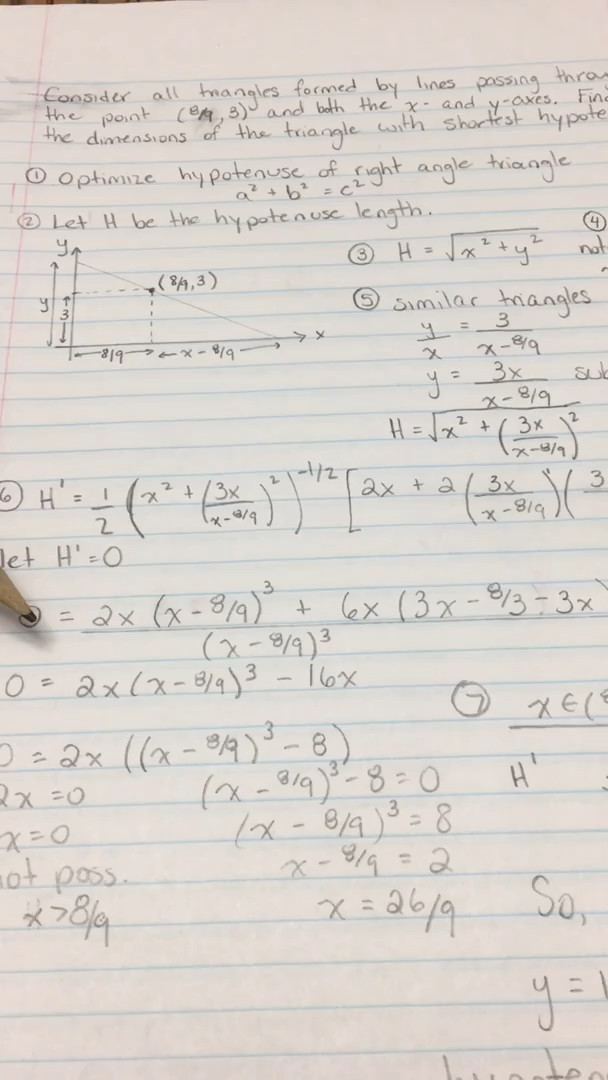 Consider all triangles formed by lines passing
the point (8/9, 3) and both the x- and y-axes.
the dimensions of the triangle with shortest
① Optimize hypotenuse of right angle triangle
a² + b² = c²
② Let H be the hypotenuse length.
y
(8/9, 3)
y
3
x
8/9
x - 8/9
③ H = √(x² + y²)
④
not
⑤ similar triangles
y/x = 3/(x - 8/9)
y = 3x/(x - 8/9)
H = √(x² + (3x/(x - 8/9))²)
⑥ H' = 1/2 (x² + (3x/(x - 8/9))²)^(-1/2) [2x + 2 (3x/(x - 8/9)) (3
let H' = 0
= (2x (x - 8/9)³ + 6x (3x - 8/3 - 3x))/(x - 8/9)³
0 = 2x (x - 8/9)³ - 16x
0 = 2x ((x - 8/9)³ - 8)
2x = 0
(x - 8/9)³ - 8 = 0
x = 0
(x - 8/9)³ = 8
not poss.
x - 8/9 = 2
x > 8/9
x = 26/9
⑦ x ∈ (8
H'
So,
y = 1